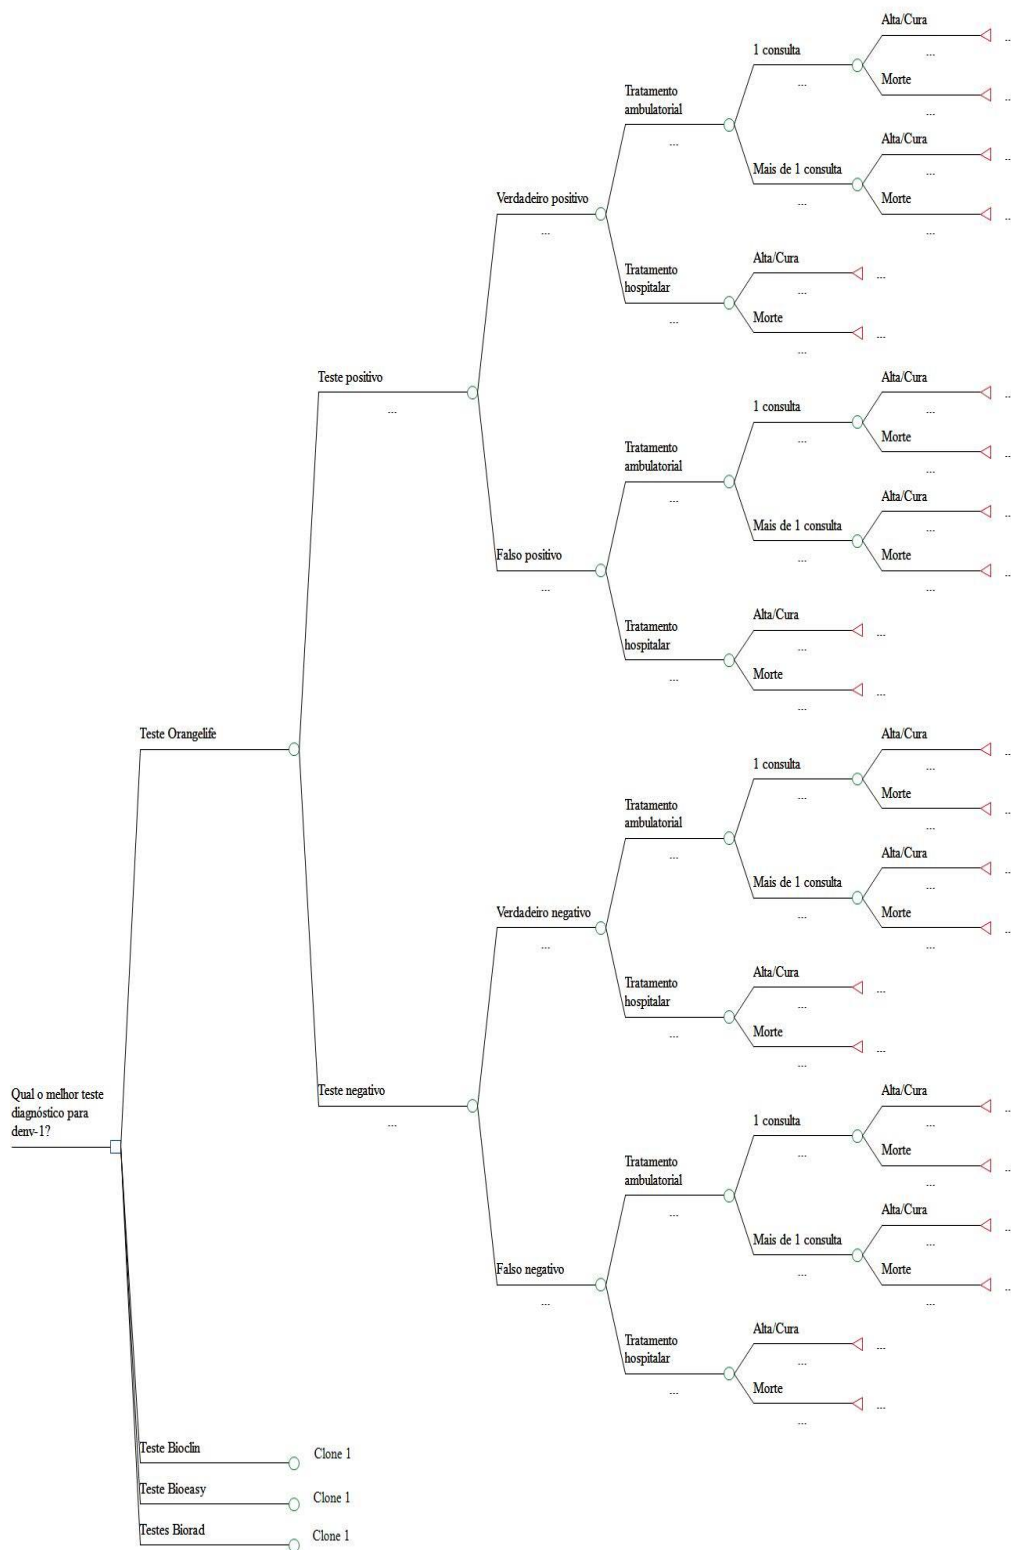 Alta/Cura
...
1 consulta
...
Morte
...
Tratamento
ambulatorial
...
Alta/Cura
...
Mais de 1 consulta
...
Morte
...
Verdadeiro positivo
...
Alta/Cura
...
Tratamento
hospitalar
...
Morte
...
Teste positivo
...
Alta/Cura
...
1 consulta
...
Morte
...
Tratamento
ambulatorial
...
Alta/Cura
...
Mais de 1 consulta
...
Morte
...
Falso positivo
...
Alta/Cura
...
Tratamento
hospitalar
...
Morte
...
Teste Orangelife
Alta/Cura
...
1 consulta
...
Morte
...
Tratamento
ambulatorial
...
Alta/Cura
...
Mais de 1 consulta
...
Morte
...
Verdadeiro negativo
...
Alta/Cura
...
Tratamento
hospitalar
...
Morte
...
Teste negativo
...
Qual o melhor teste
diagnóstico para
denv-1?
Alta/Cura
...
1 consulta
...
Morte
...
Tratamento
ambulatorial
...
Alta/Cura
...
Mais de 1 consulta
...
Morte
...
Falso negativo
...
Alta/Cura
...
Tratamento
hospitalar
...
Morte
...
Teste Bioclin
Clone 1
Teste Bioeasy
Clone 1
Testes Biorad
Clone 1